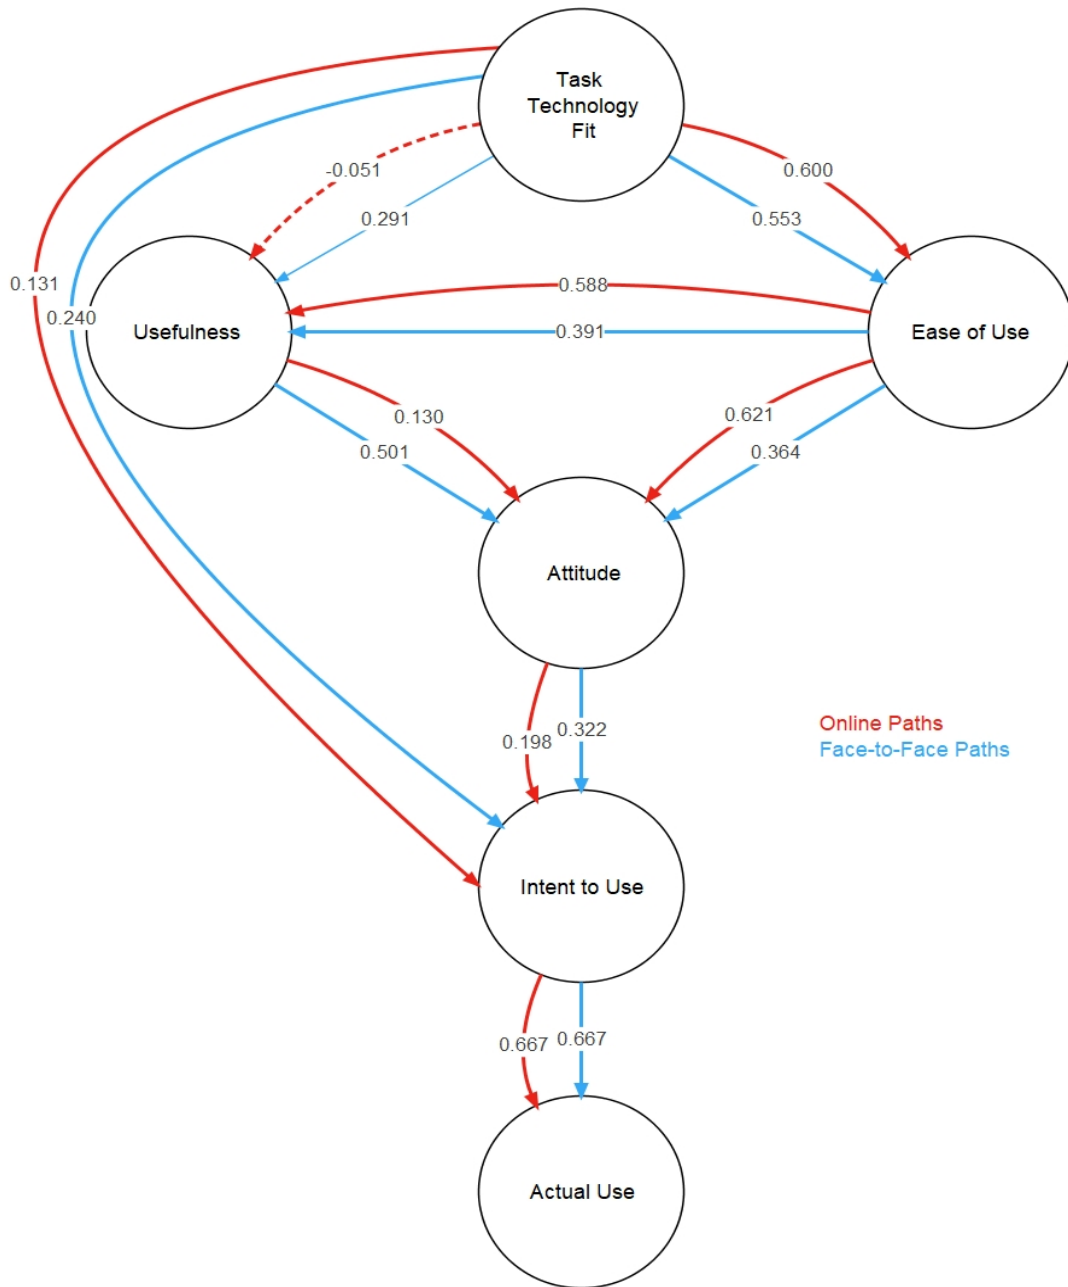 Task
Technology
Fit
-0.051
0.600
0.291
0.553
0.131
0.588
0.240
Usefulness
0.391
Ease of Use
0.130
0.621
0.501
0.364
Attitude
Online Paths
0.198
0.322
Face-to-Face Paths
Intent to Use
0.667
0.667
Actual Use